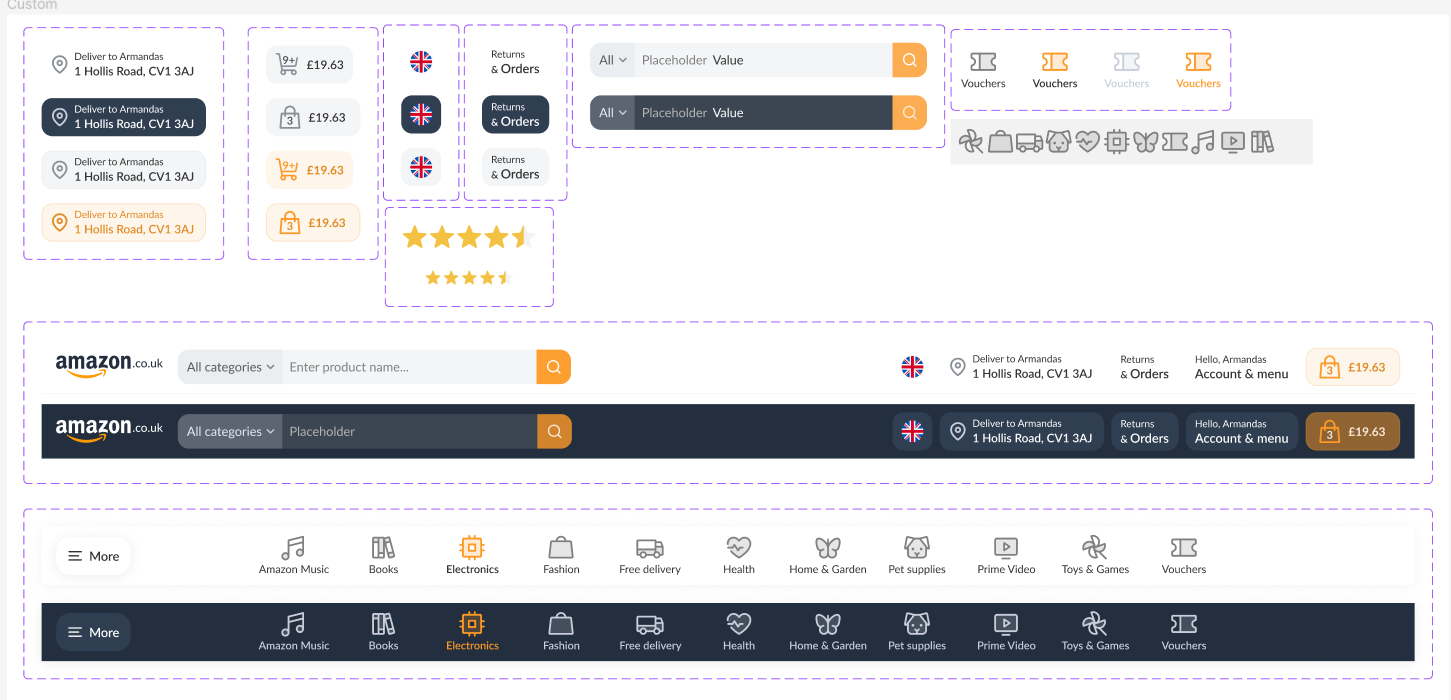 Custom
Deliver to Armandas
1 Hollis Road, CV1 3AJ
Deliver to Armandas
1 Hollis Road, CV1 3AJ
Deliver to Armandas
1 Hollis Road, CV1 3AJ
Deliver to Armandas
1 Hollis Road, CV1 3AJ
9+ £19.63
3 £19.63
9+ £19.63
3 £19.63
Returns
& Orders
Returns
& Orders
Returns
& Orders
All Placeholder Value
All Placeholder Value
Vouchers Vouchers Vouchers Vouchers
amazon.co.uk All categories Enter product name...
Deliver to Armandas
1 Hollis Road, CV1 3AJ
Returns
& Orders
Hello, Armandas
Account & menu
3 £19.63
amazon.co.uk All categories Placeholder
Deliver to Armandas
1 Hollis Road, CV1 3AJ
Returns
& Orders
Hello, Armandas
Account & menu
3 £19.63
More
Amazon Music Books Electronics Fashion Free delivery Health Home & Garden Pet supplies Prime Video Toys & Games Vouchers
More
Amazon Music Books Electronics Fashion Free delivery Health Home & Garden Pet supplies Prime Video Toys & Games Vouchers